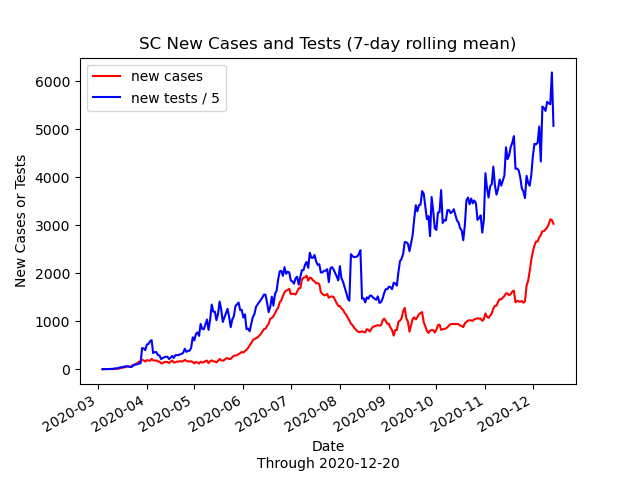 SC New Cases and Tests (7-day rolling mean)
new cases
new tests / 5
New Cases or Tests
6000
5000
4000
3000
2000
1000
0
2020-03
2020-04
2020-05
2020-06
2020-07
2020-08
2020-09
2020-10
2020-11
2020-12
Date
Through 2020-12-20